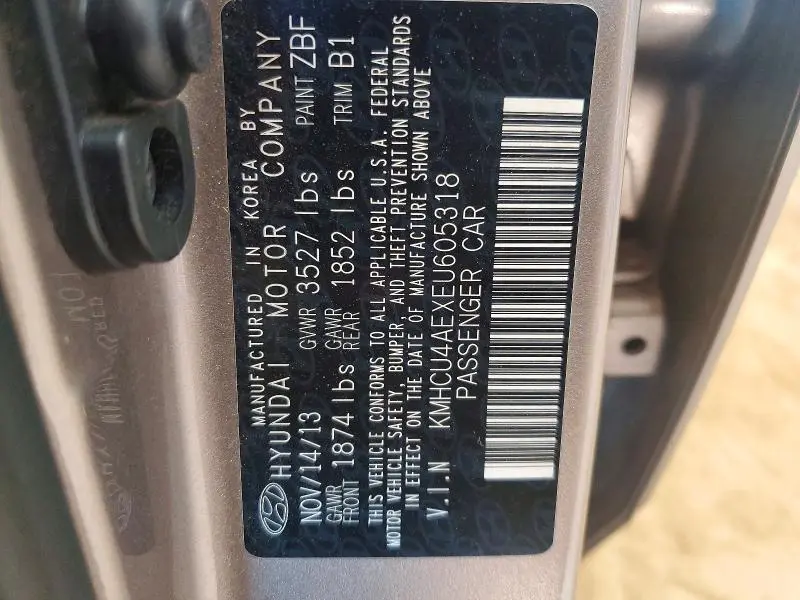 MANUFACTURED IN KOREA BY
HYUNDAI MOTOR COMPANY
NOV/14/13 GVWR 3527 lbs PAINT ZBF
GAWR FRONT 1874 lbs GAWR REAR 1852 lbs TRIM B1
THIS VEHICLE CONFORMS TO ALL APPLICABLE U.S.A. FEDERAL
MOTOR VEHICLE SAFETY, BUMPER, AND THEFT PREVENTION STANDARDS
IN EFFECT ON THE DATE OF MANUFACTURE SHOWN ABOVE
V.I.N KMHCU4AEXEU605318
PASSENGER CAR